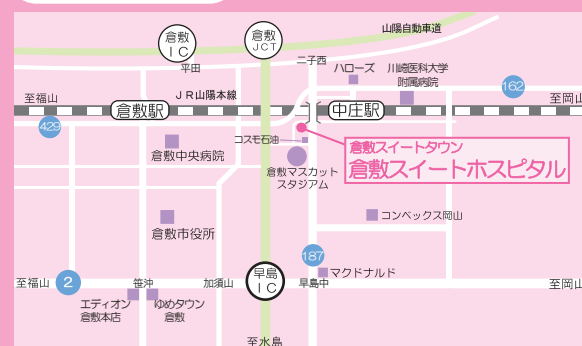 山陽自動車道
倉敷
IC
倉敷
JCT
平田
二子西
ハローズ
川崎医科大学
附属病院
162
至福山
JR山陽本線
至岡山
倉敷駅
中庄駅
429
コスモ石油
倉敷スイートタウン
倉敷スイートホスピタル
倉敷中央病院
倉敷マスカット
スタジアム
コンベックス岡山
倉敷市役所
187
マクドナルド
至福山
2
笹沖
加須山
早島
IC
早島中
至岡山
エディオン
倉敷本店
ゆめタウン
倉敷
至水島